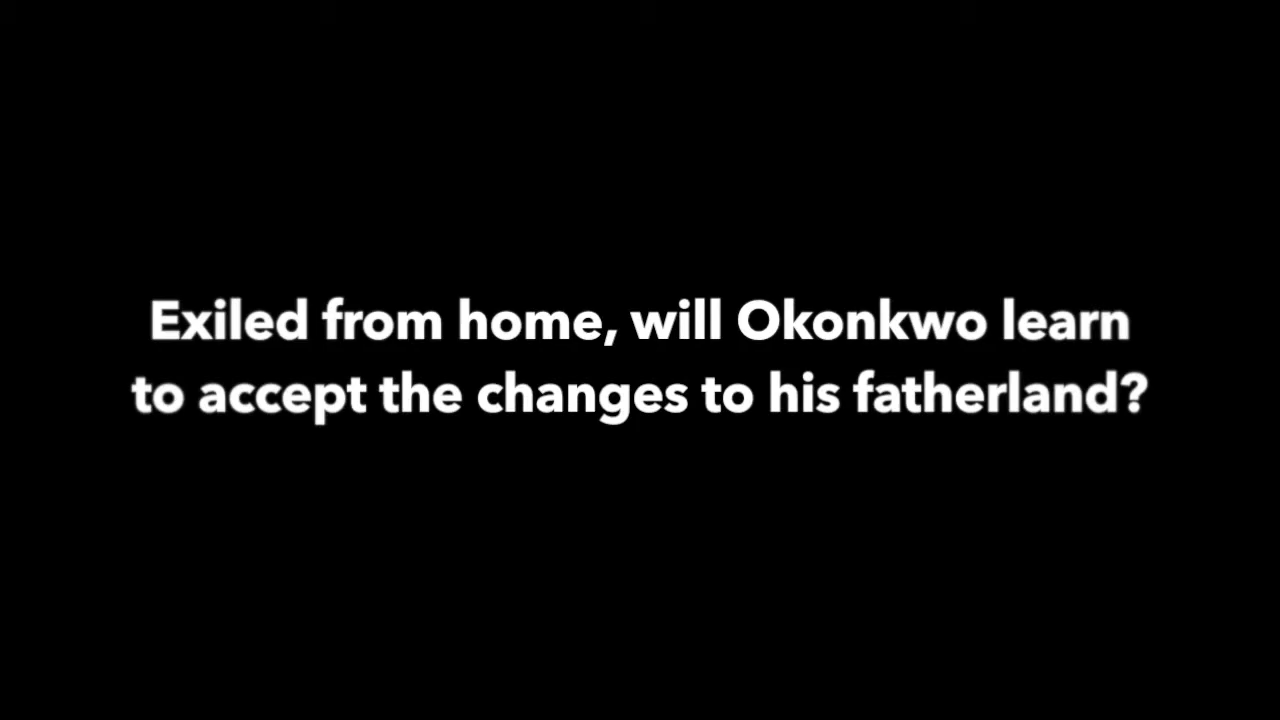 Exiled from home, will Okonkwo learn
to accept the changes to his fatherland?